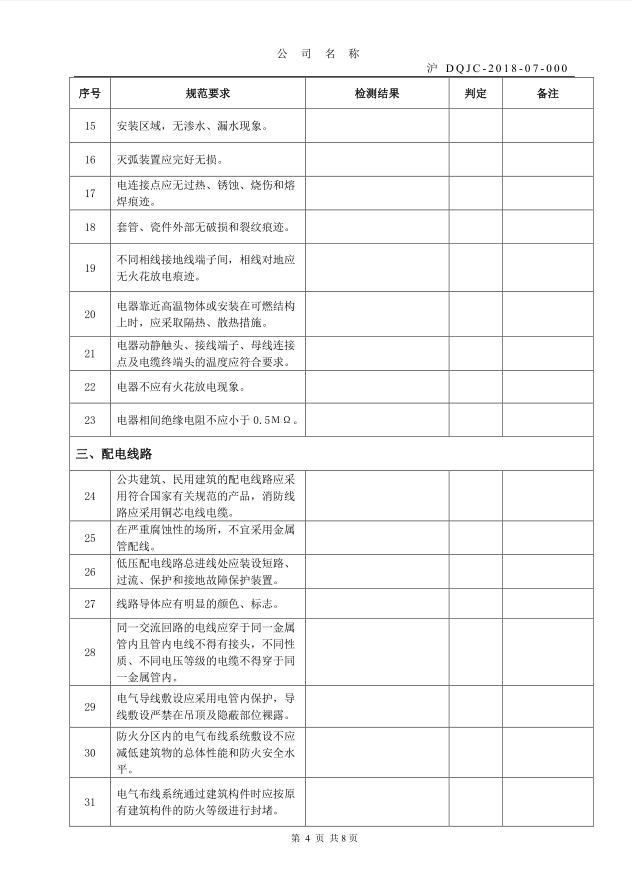 公 司 名 称
沪 DQJC-2018-07-000
序号 规范要求 检测结果 判定 备注
15 安装区域，无渗水、漏水现象。
16 灭弧装置应完好无损。
17 电连接点应无过热、锈蚀、烧伤和熔
焊痕迹。
18 套管、瓷件外部无破损和裂纹痕迹。
19 不同相线接地线端子间，相线对地应
无火花放电痕迹。
20 电器靠近高温物体或安装在可燃结构
上时，应采取隔热、散热措施。
21 电器动静触头、接线端子、母线连接
点及电缆终端头的温度应符合要求。
22 电器不应有火花放电现象。
23 电器相间绝缘电阻不应小于 0.5MΩ。
三、配电线路
24 公共建筑、民用建筑的配电线路应采
用符合国家有关规范的产品，消防线
路应采用铜芯电线电缆。
25 在严重腐蚀性的场所，不宜采用金属
管配线。
26 低压配电线路总进线处应装设短路、
过流、保护和接地故障保护装置。
27 线路导体应有明显的颜色、标志。
28 同一交流回路的电线应穿于同一金属
管内且管内电线不得有接头，不同性
质、不同电压等级的电缆不得穿于同
一金属管内。
29 电气导线敷设应采用电管内保护，导
线敷设严禁在吊顶及隐蔽部位裸露。
30 防火分区内的电气布线系统敷设不应
减低建筑物的总体性能和防火安全水
平。
31 电气布线系统通过建筑构件时应按原
有建筑构件的防火等级进行封堵。
第 4 页 共8页